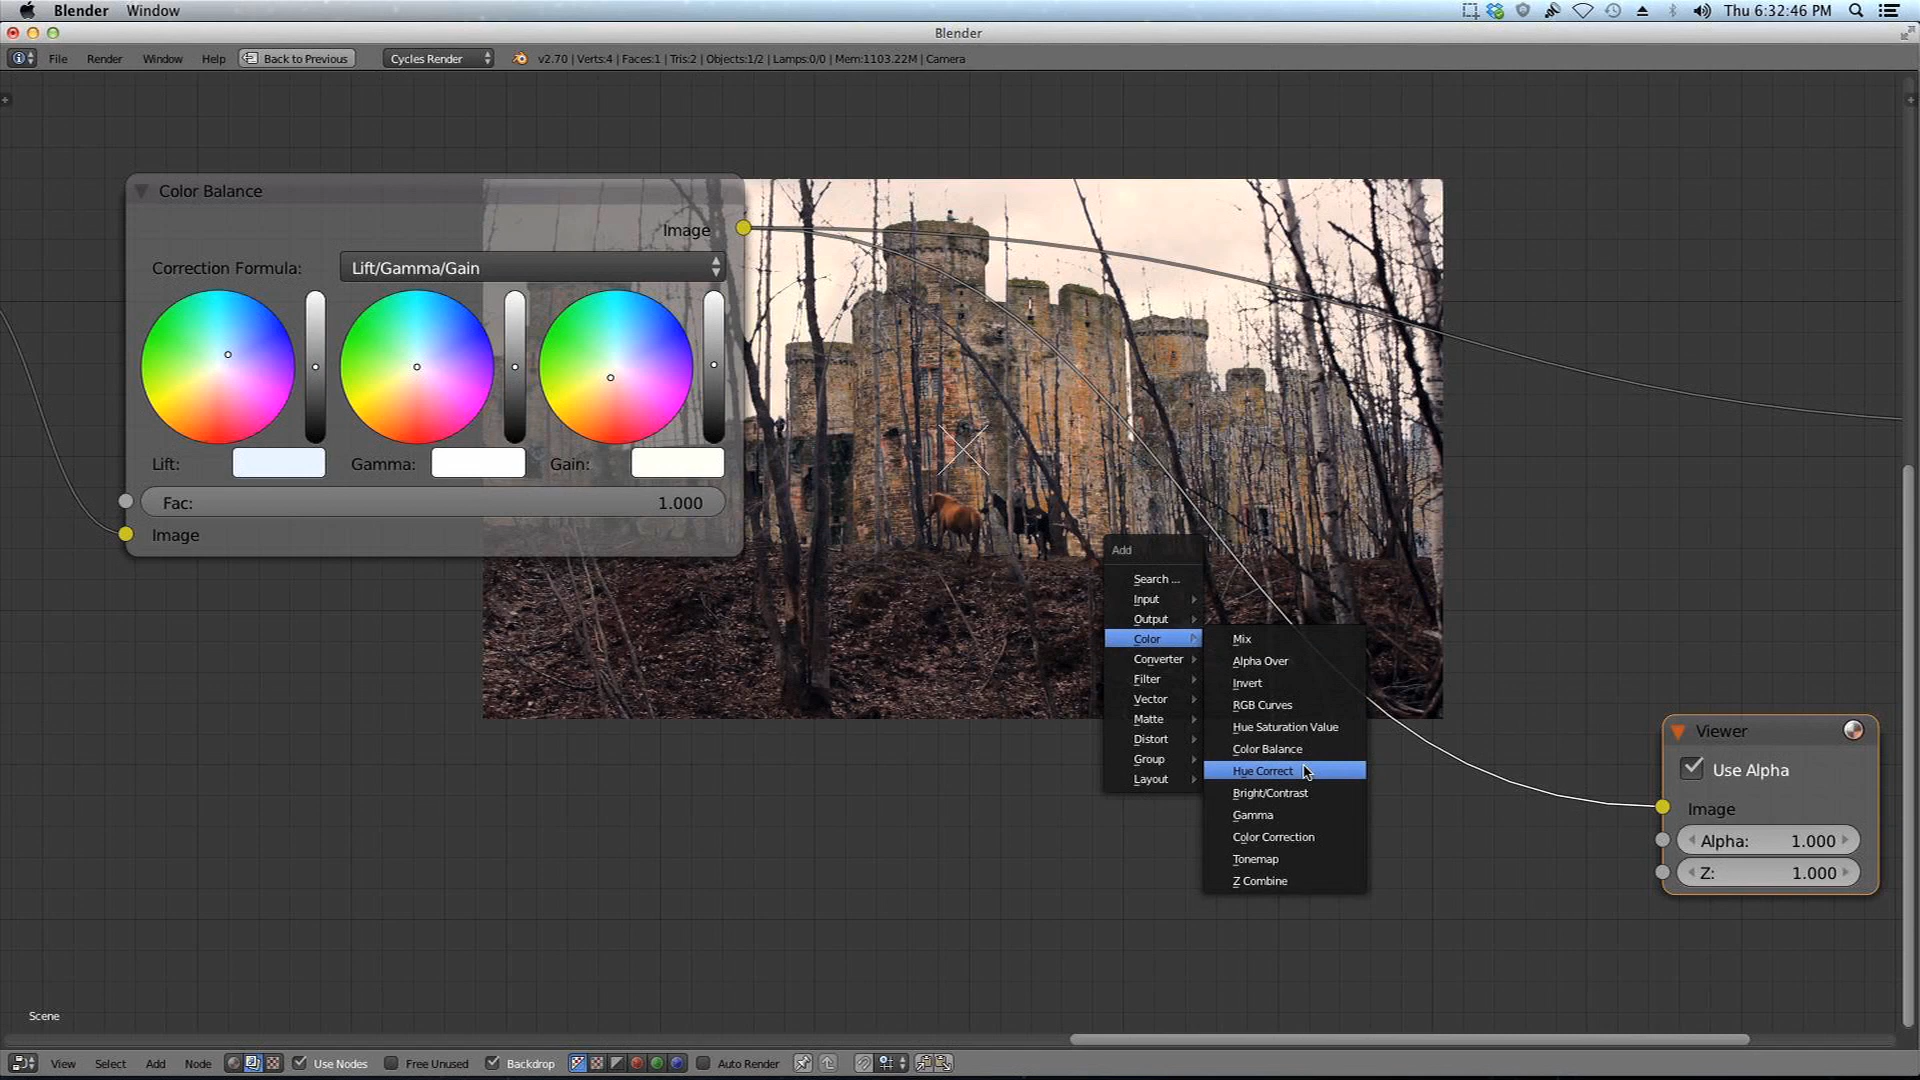 Blender Window Thu 6:32:46 PM
Blender
File Render Window Help Back to Previous Cycles Render v2.70 | Verts:4 | Faces:1 | Tris:2 | Objects:1/2 | Lamps:0/0 | Mem:1103.22M | Camera
Color Balance
Image
Correction Formula: Lift/Gamma/Gain
Lift: Gamma: Gain:
Fac: 1.000
Image
Add
Search ...
Input
Output
Color
Converter
Filter
Vector
Matte
Distort
Group
Layout
Mix
Alpha Over
Invert
RGB Curves
Hue Saturation Value
Color Balance
Hue Correct
Bright/Contrast
Gamma
Color Correction
Tonemap
Z Combine
Viewer
Use Alpha
Image
Alpha: 1.000
Z: 1.000
Scene
View Select Add Node Use Nodes Free Unused Backdrop Auto Render